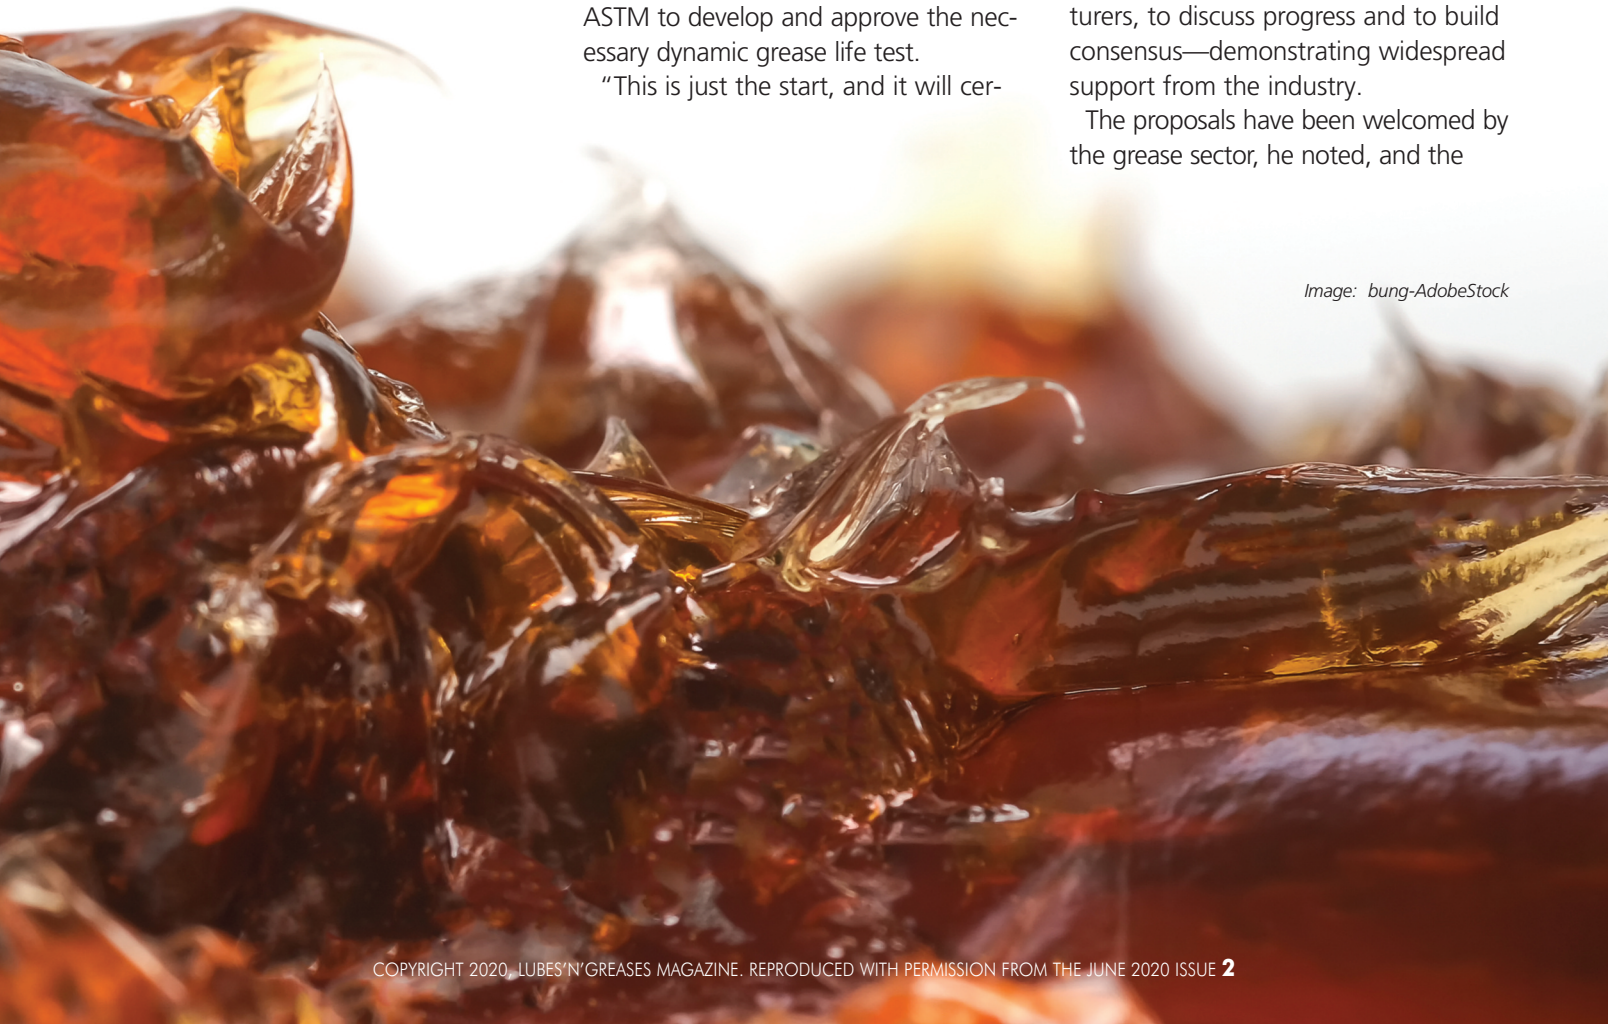 ASTM to develop and approve the nec-
essary dynamic grease life test.
“This is just the start, and it will cer-
turers, to discuss progress and to build
consensus—demonstrating widespread
support from the industry.
The proposals have been welcomed by
the grease sector, he noted, and the
Image: bung-AdobeStock
COPYRIGHT 2020, LUBES’N’GREASES MAGAZINE. REPRODUCED WITH PERMISSION FROM THE JUNE 2020 ISSUE 2